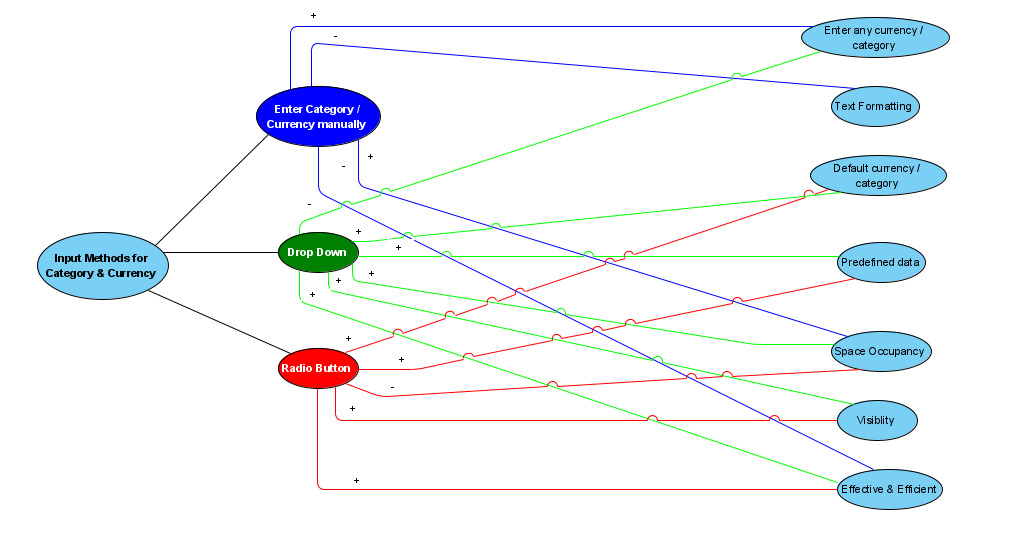 +
-
Enter any currency /
category
Text Formatting
Enter Category /
Currency manually
-
+
Default currency /
category
-
+
+
Drop Down
Input Methods for
Category & Currency
Predefined data
+
+
+
Space Occupancy
+
+
Radio Button
-
+
Visiblity
+
Effective & Efficient